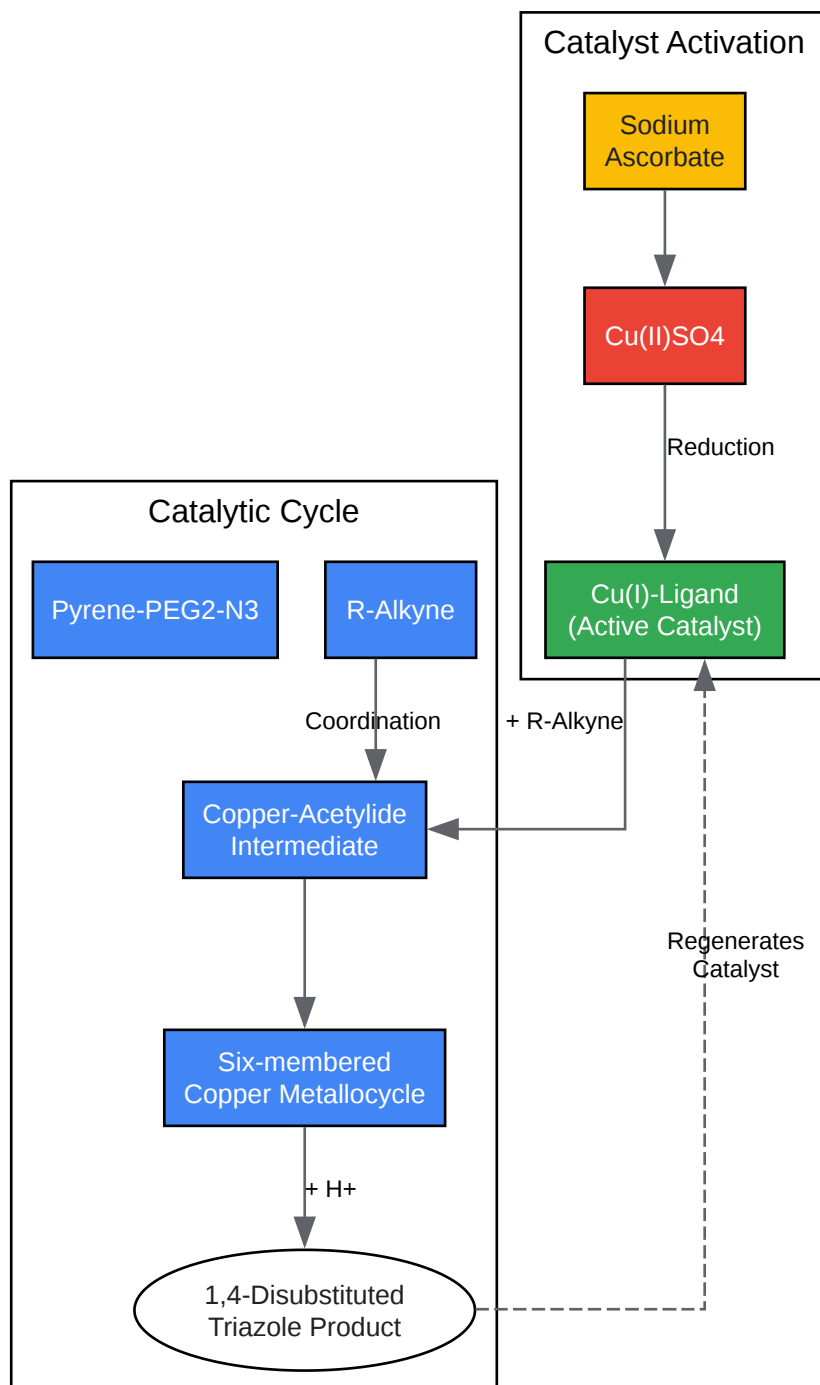 Catalyst Activation
Sodium
Ascorbate
Cu(II)SO4
Reduction
Catalytic Cycle
Pyrene-PEG2-N3
R-Alkyne
Cu(I)-Ligand
(Active Catalyst)
Coordination
+ R-Alkyne
Copper-Acetylide
Intermediate
Regenerates
Catalyst
Six-membered
Copper Metallocycle
+ H+
1,4-Disubstituted
Triazole Product